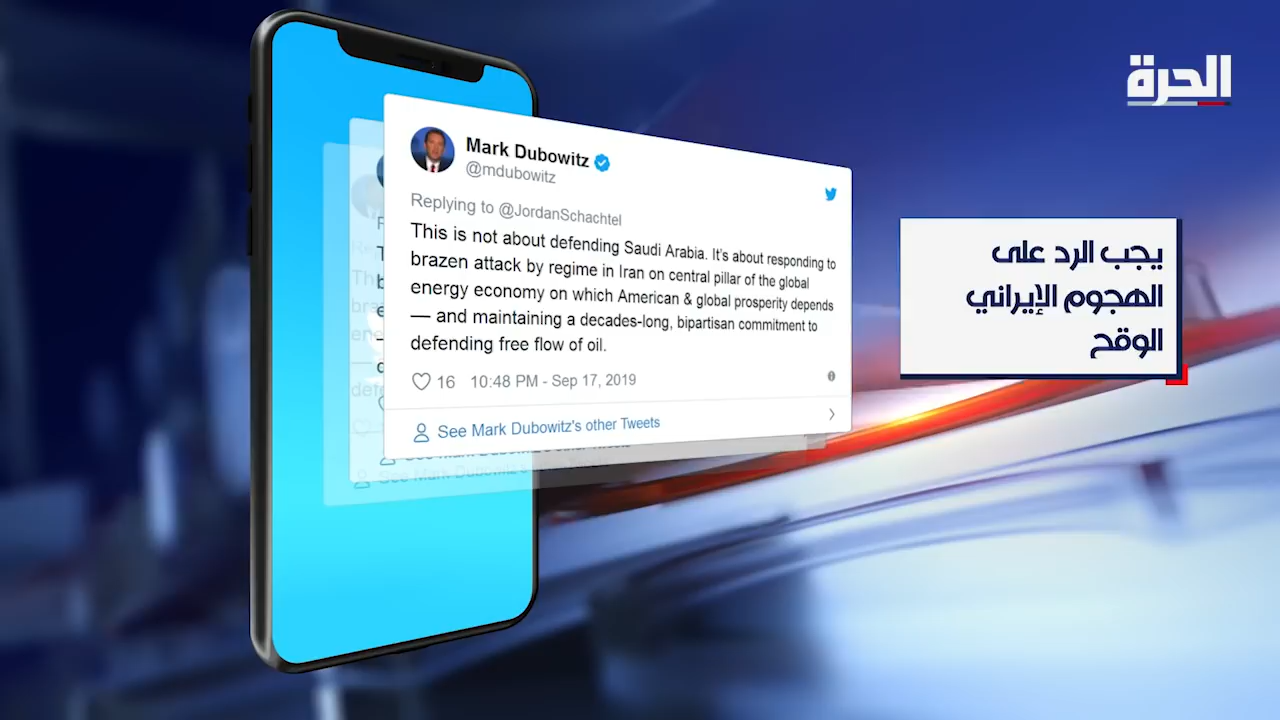 الحرة
Mark Dubowitz
@mdubowitz
Replying to @JordanSchachtel
This is not about defending Saudi Arabia. It's about responding to
brazen attack by regime in Iran on central pillar of the global
energy economy on which American & global prosperity depends
— and maintaining a decades-long, bipartisan commitment to
defending free flow of oil.
16 10:48 PM - Sep 17, 2019
See Mark Dubowitz's other Tweets
يجب الرد على
الهجوم الإيراني
الوقح